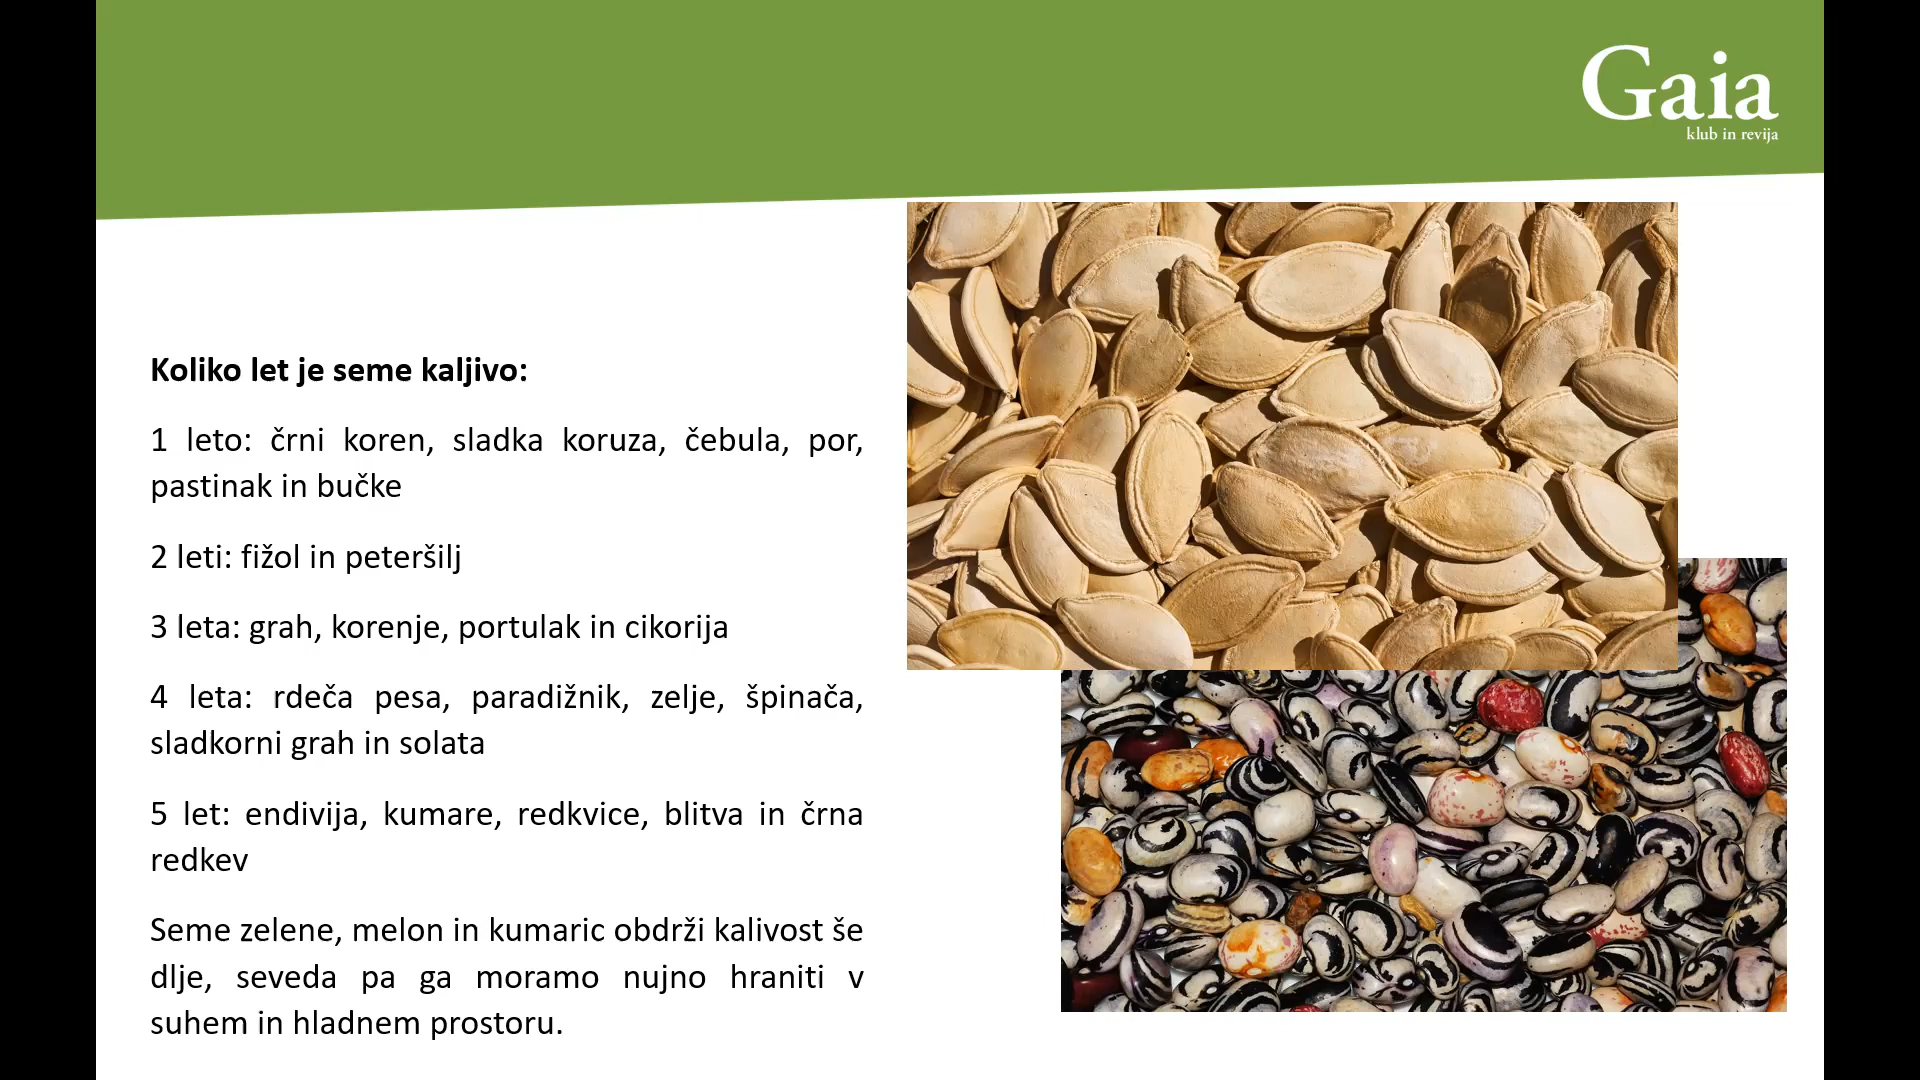 Gaia
klub in revija
Koliko let je seme kaljivo:
1 leto: črni koren, sladka koruza, čebula, por,
pastinak in bučke
2 leti: fižol in peteršilj
3 leta: grah, korenje, portulak in cikorija
4 leta: rdeča pesa, paradižnik, zelje, špinača,
sladkorni grah in solata
5 let: endivija, kumare, redkvice, blitva in črna
redkev
Seme zelene, melon in kumaric obdrži kalivost še
dlje, seveda pa ga moramo nujno hraniti v
suhem in hladnem prostoru.